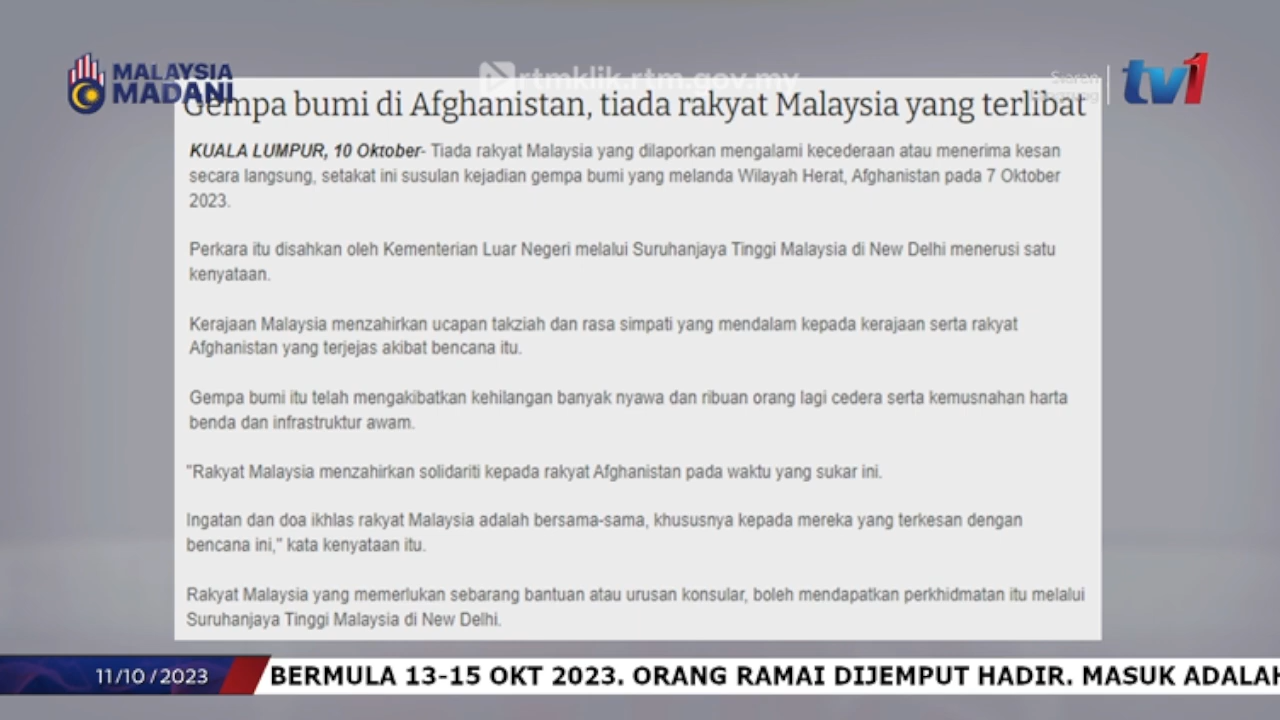 MALAYSIA
MADANI
rtmklik.rtm.gov.my
Siaran
tv1
Gempa bumi di Afghanistan, tiada rakyat Malaysia yang terlibat
KUALA LUMPUR, 10 Oktober- Tiada rakyat Malaysia yang dilaporkan mengalami kecederaan atau menerima kesan
secara langsung, setakat ini susulan kejadian gempa bumi yang melanda Wilayah Herat, Afghanistan pada 7 Oktober
2023.
Perkara itu disahkan oleh Kementerian Luar Negeri melalui Suruhanjaya Tinggi Malaysia di New Delhi menerusi satu
kenyataan.
Kerajaan Malaysia menzahirkan ucapan takziah dan rasa simpati yang mendalam kepada kerajaan serta rakyat
Afghanistan yang terjejas akibat bencana itu.
Gempa bumi itu telah mengakibatkan kehilangan banyak nyawa dan ribuan orang lagi cedera serta kemusnahan harta
benda dan infrastruktur awam.
"Rakyat Malaysia menzahirkan solidariti kepada rakyat Afghanistan pada waktu yang sukar ini.
Ingatan dan doa ikhlas rakyat Malaysia adalah bersama-sama, khususnya kepada mereka yang terkesan dengan
bencana ini," kata kenyataan itu.
Rakyat Malaysia yang memerlukan sebarang bantuan atau urusan konsular, boleh mendapatkan perkhidmatan itu melalui
Suruhanjaya Tinggi Malaysia di New Delhi.
11/10/2023
BERMULA 13-15 OKT 2023. ORANG RAMAI DIJEMPUT HADIR. MASUK ADALAH